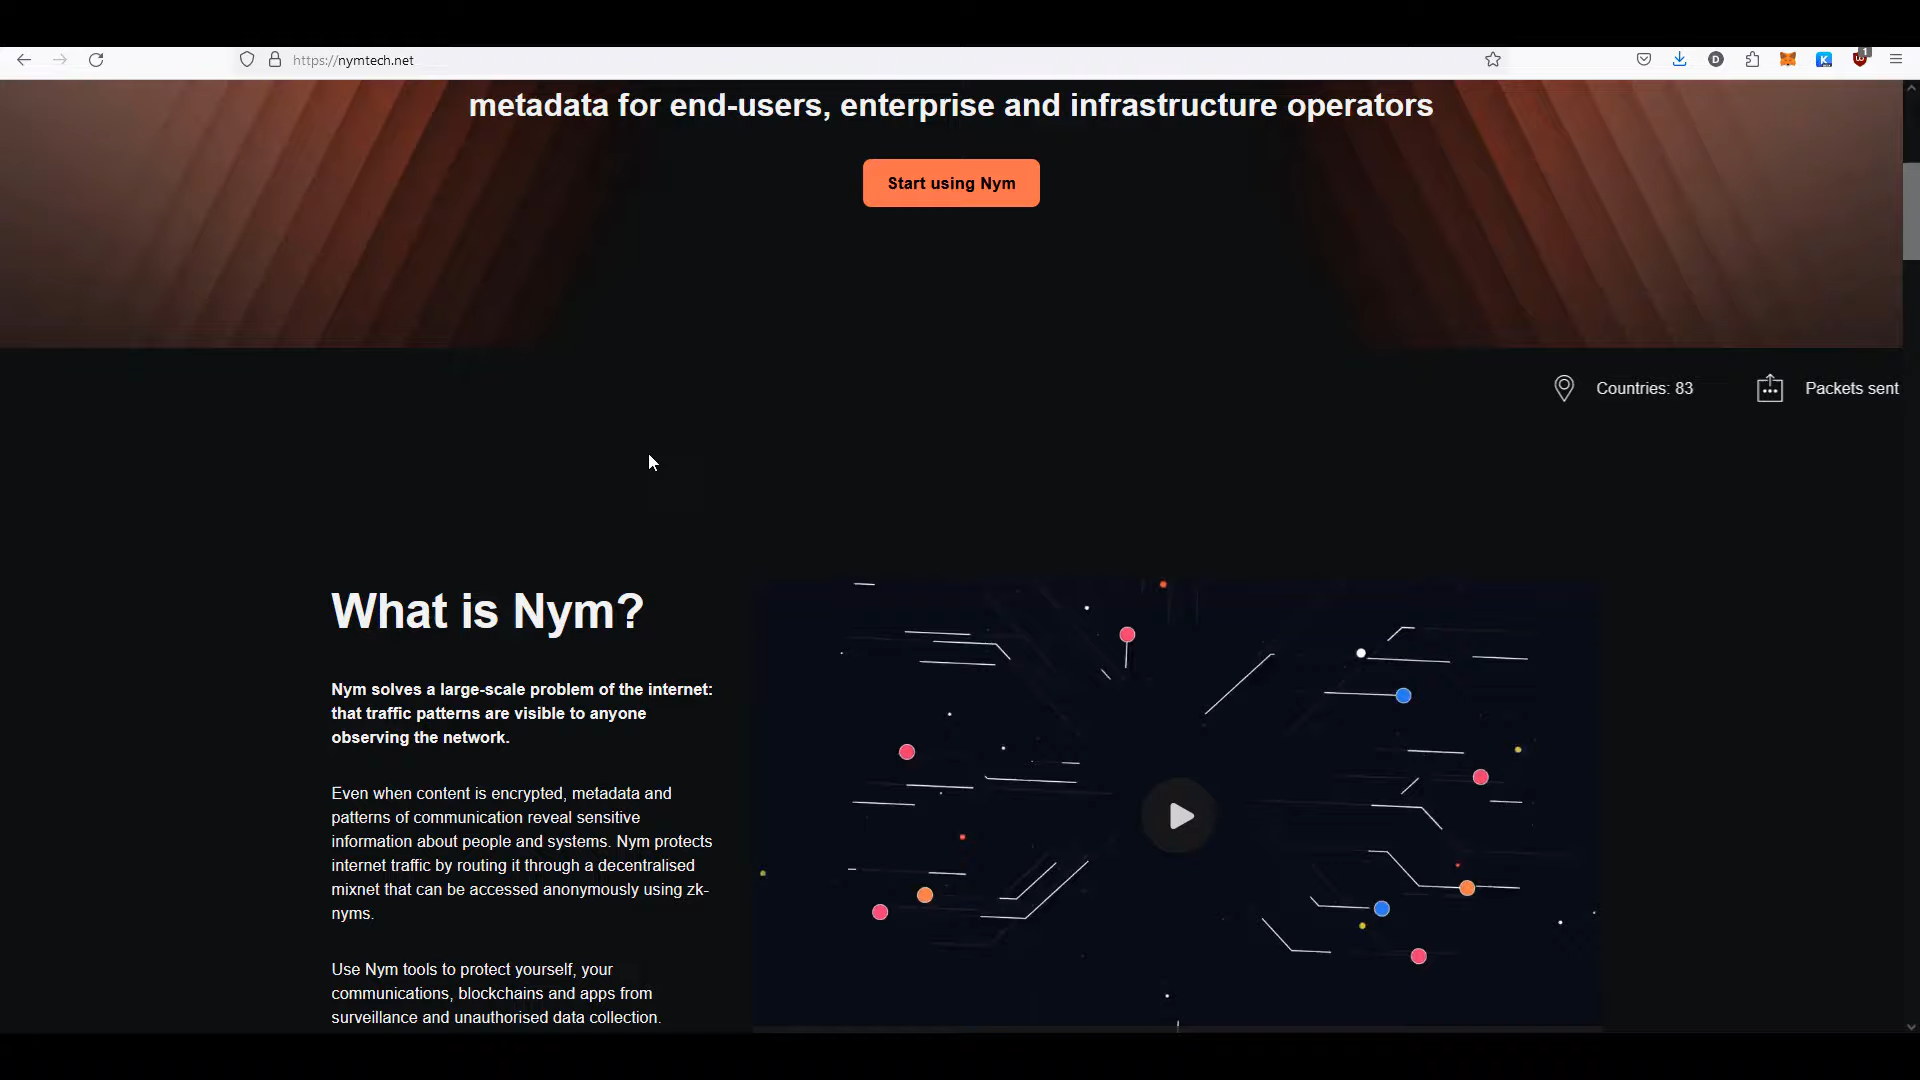 https://nymtech.net
D
K
1
metadata for end-users, enterprise and infrastructure operators
Start using Nym
Countries: 83
Packets sent
What is Nym?
Nym solves a large-scale problem of the internet:
that traffic patterns are visible to anyone
observing the network.
Even when content is encrypted, metadata and
patterns of communication reveal sensitive
information about people and systems. Nym protects
internet traffic by routing it through a decentralised
mixnet that can be accessed anonymously using zk-
nyms.
Use Nym tools to protect yourself, your
communications, blockchains and apps from
surveillance and unauthorised data collection.